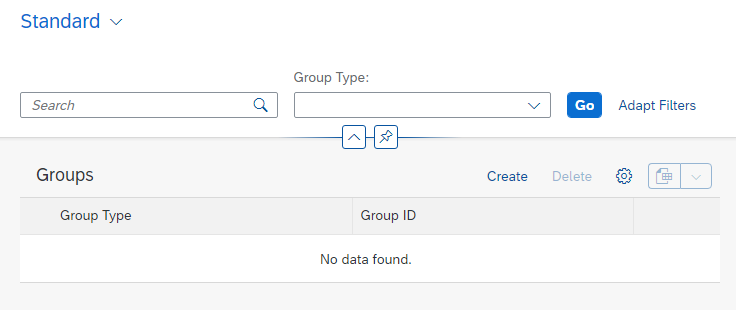 Standard
Group Type:
Search
Go
Adapt Filters
Groups
Create
Delete
Group Type
Group ID
No data found.